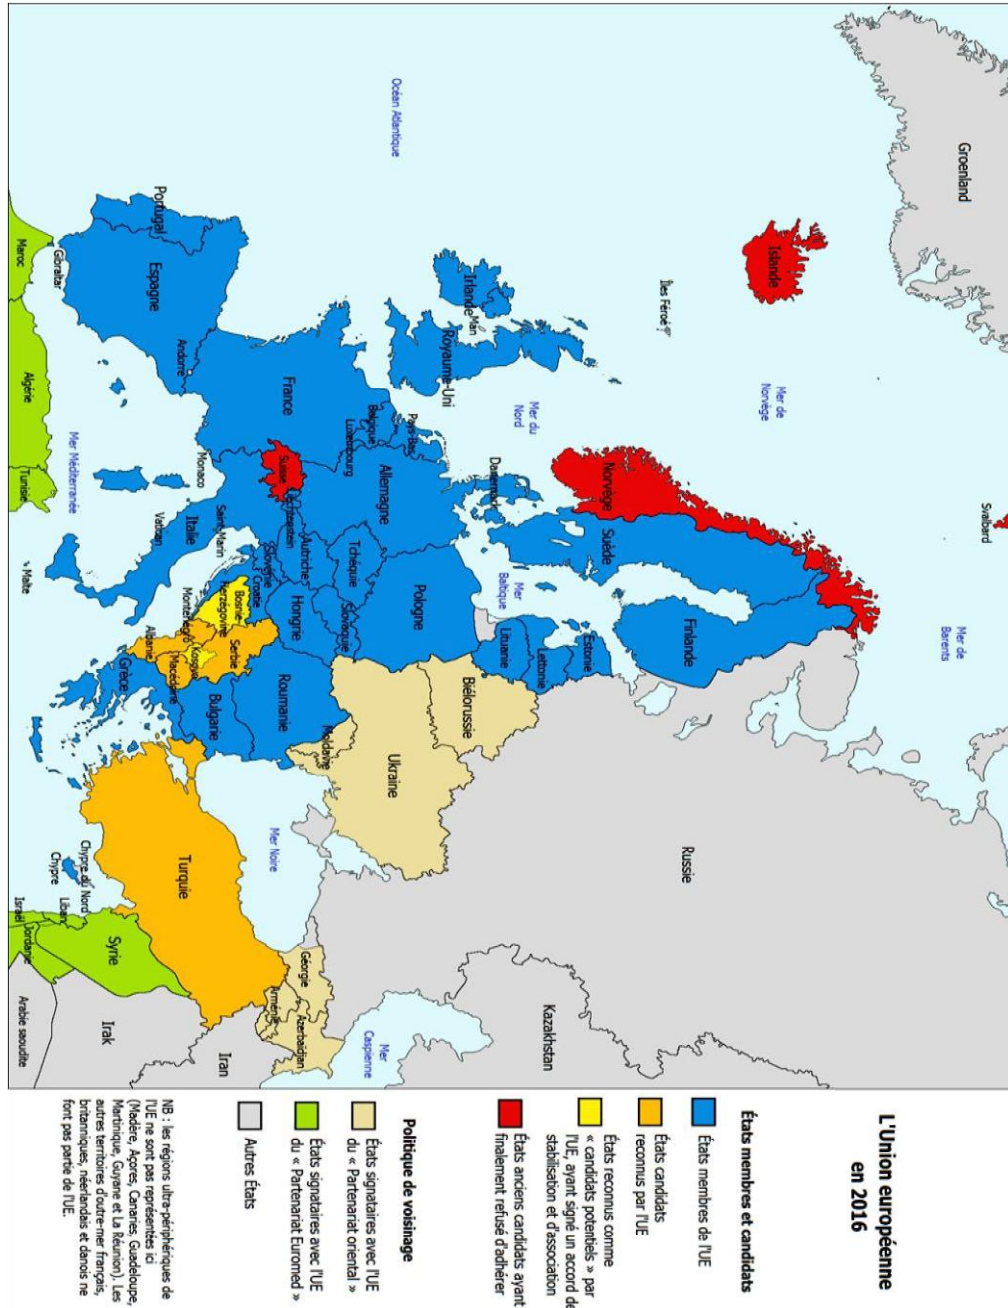 L'Union européenne
en 2016
États membres et candidats
États membres de l'UE
États candidats
reconnus par l'UE
États reconnus comme
« candidats potentiels » par
l'UE, ayant signé un accord de
stabilisation et d'association
États anciens candidats ayant
finalement refusé d'adhérer
Politique de voisinage
États signataires avec l'UE
du « Partenariat oriental »
États signataires avec l'UE
du « Partenariat Euromed »
Autres États
NB : les régions ultra-périphériques de
l'UE ne sont pas représentées ici
(Madère, Açores, Canaries, Guadeloupe,
Martinique, Guyane et La Réunion). Les
autres territoires d'outre-mer français,
britanniques, néerlandais et danois ne
font pas partie de l'UE.
Groenland
Svalbard
Mer de
Barents
Islande
Mer de
Norvège
Îles Féroé
Norvège
Suède
Finlande
Russie
Océan Atlantique
Irlande
Man
Royaume-Uni
Mer du
Nord
Danemark
Mer
Baltique
Estonie
Lettonie
Lituanie
Biélorussie
Kazakhstan
Pays-Bas
Belgique
Luxembourg
Allemagne
Pologne
Tchéquie
Slovaquie
Ukraine
Moldavie
France
Suisse
Liechtenstein
Autriche
Hongrie
Roumanie
Slovénie
Croatie
Mer Noire
Mer
Caspienne
Géorgie
Azerbaïdjan
Arménie
Portugal
Espagne
Andorre
Gibraltar
Monaco
Saint-Marin
Italie
Vatican
Bosnie-
Herzégovine
Serbie
Monténégro
Kosovo
Albanie
Macédoine
Bulgarie
Grèce
Turquie
Maroc
Algérie
Tunisie
Mer Méditerranée
Malte
Chypre du Nord
Chypre
Liban
Syrie
Israël
Jordanie
Irak
Iran
Arabie saoudite